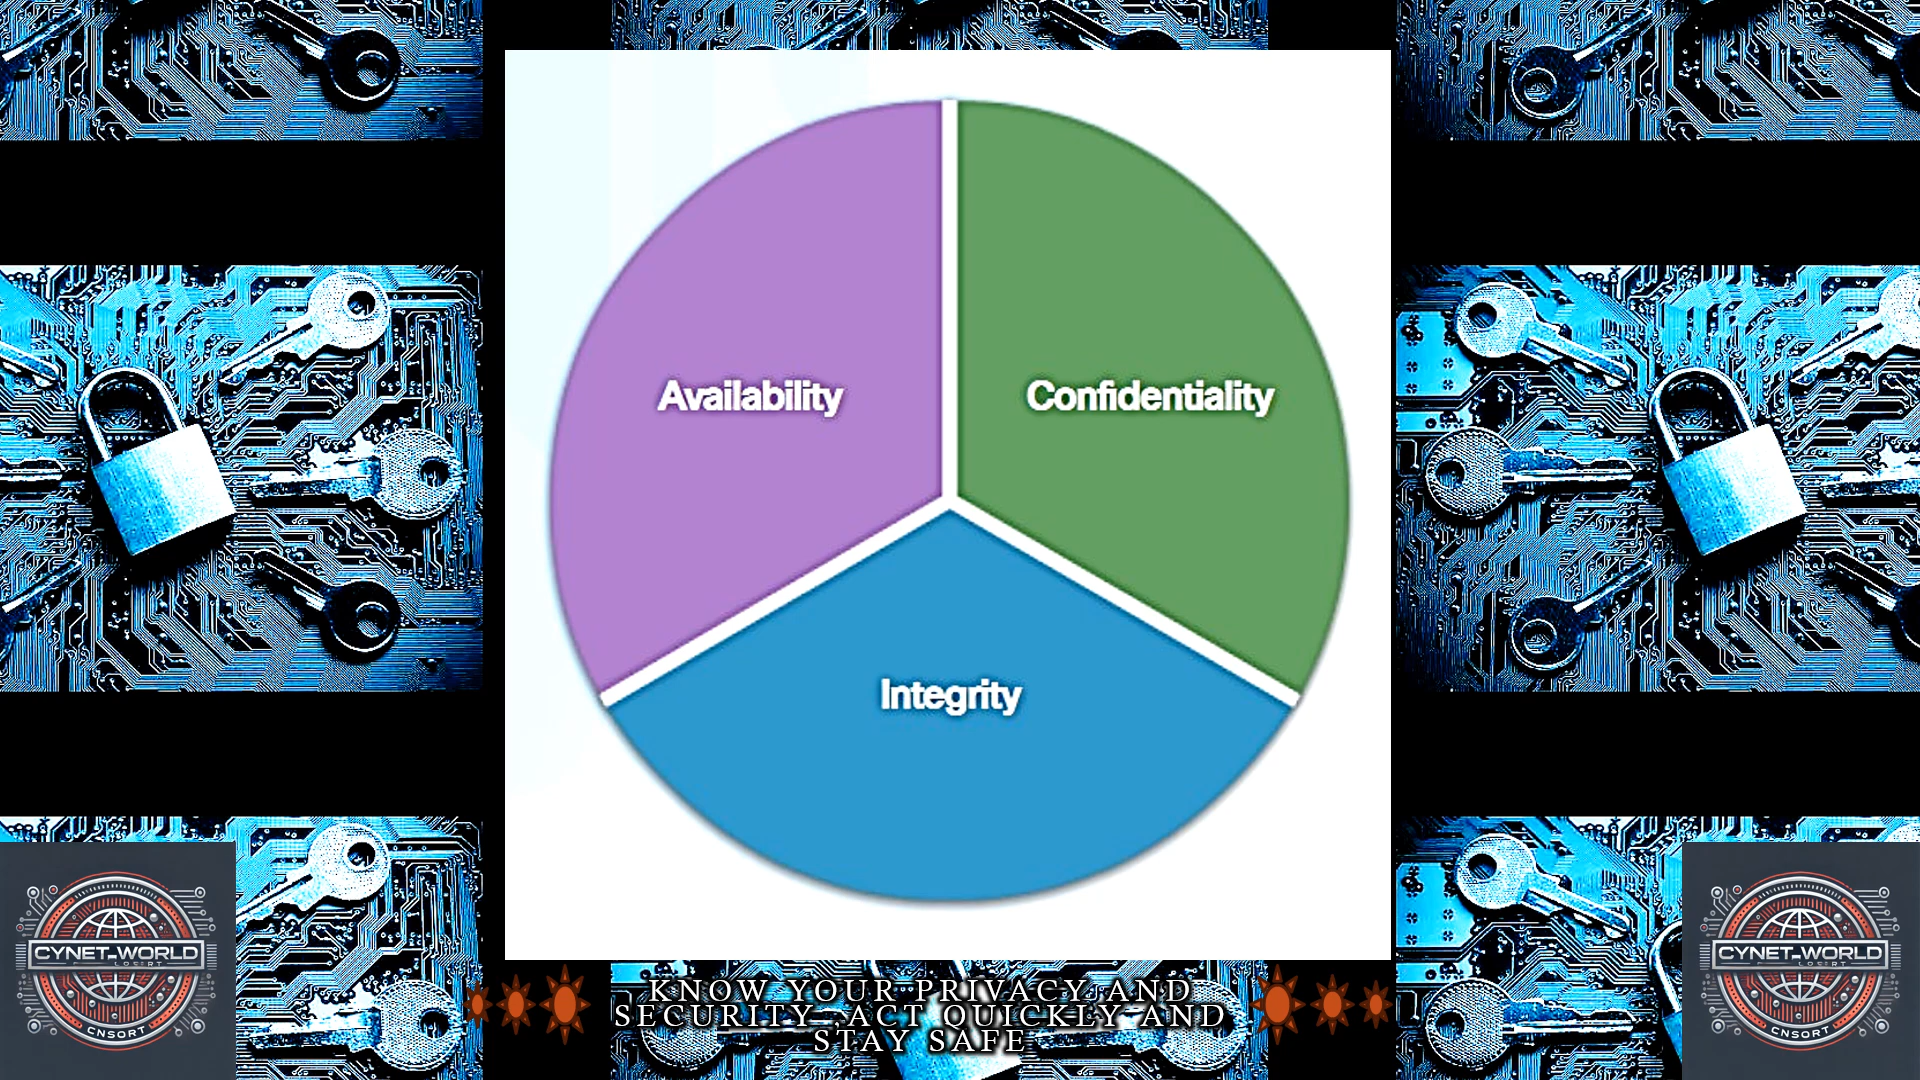 Availability
Confidentiality
Integrity
CYNET-WORLD
CNSORT
CYNET-WORLD
CNSORT
KNOW YOUR PRIVACY AND
SECURITY ,ACT QUICKLY AND
STAY SAFE